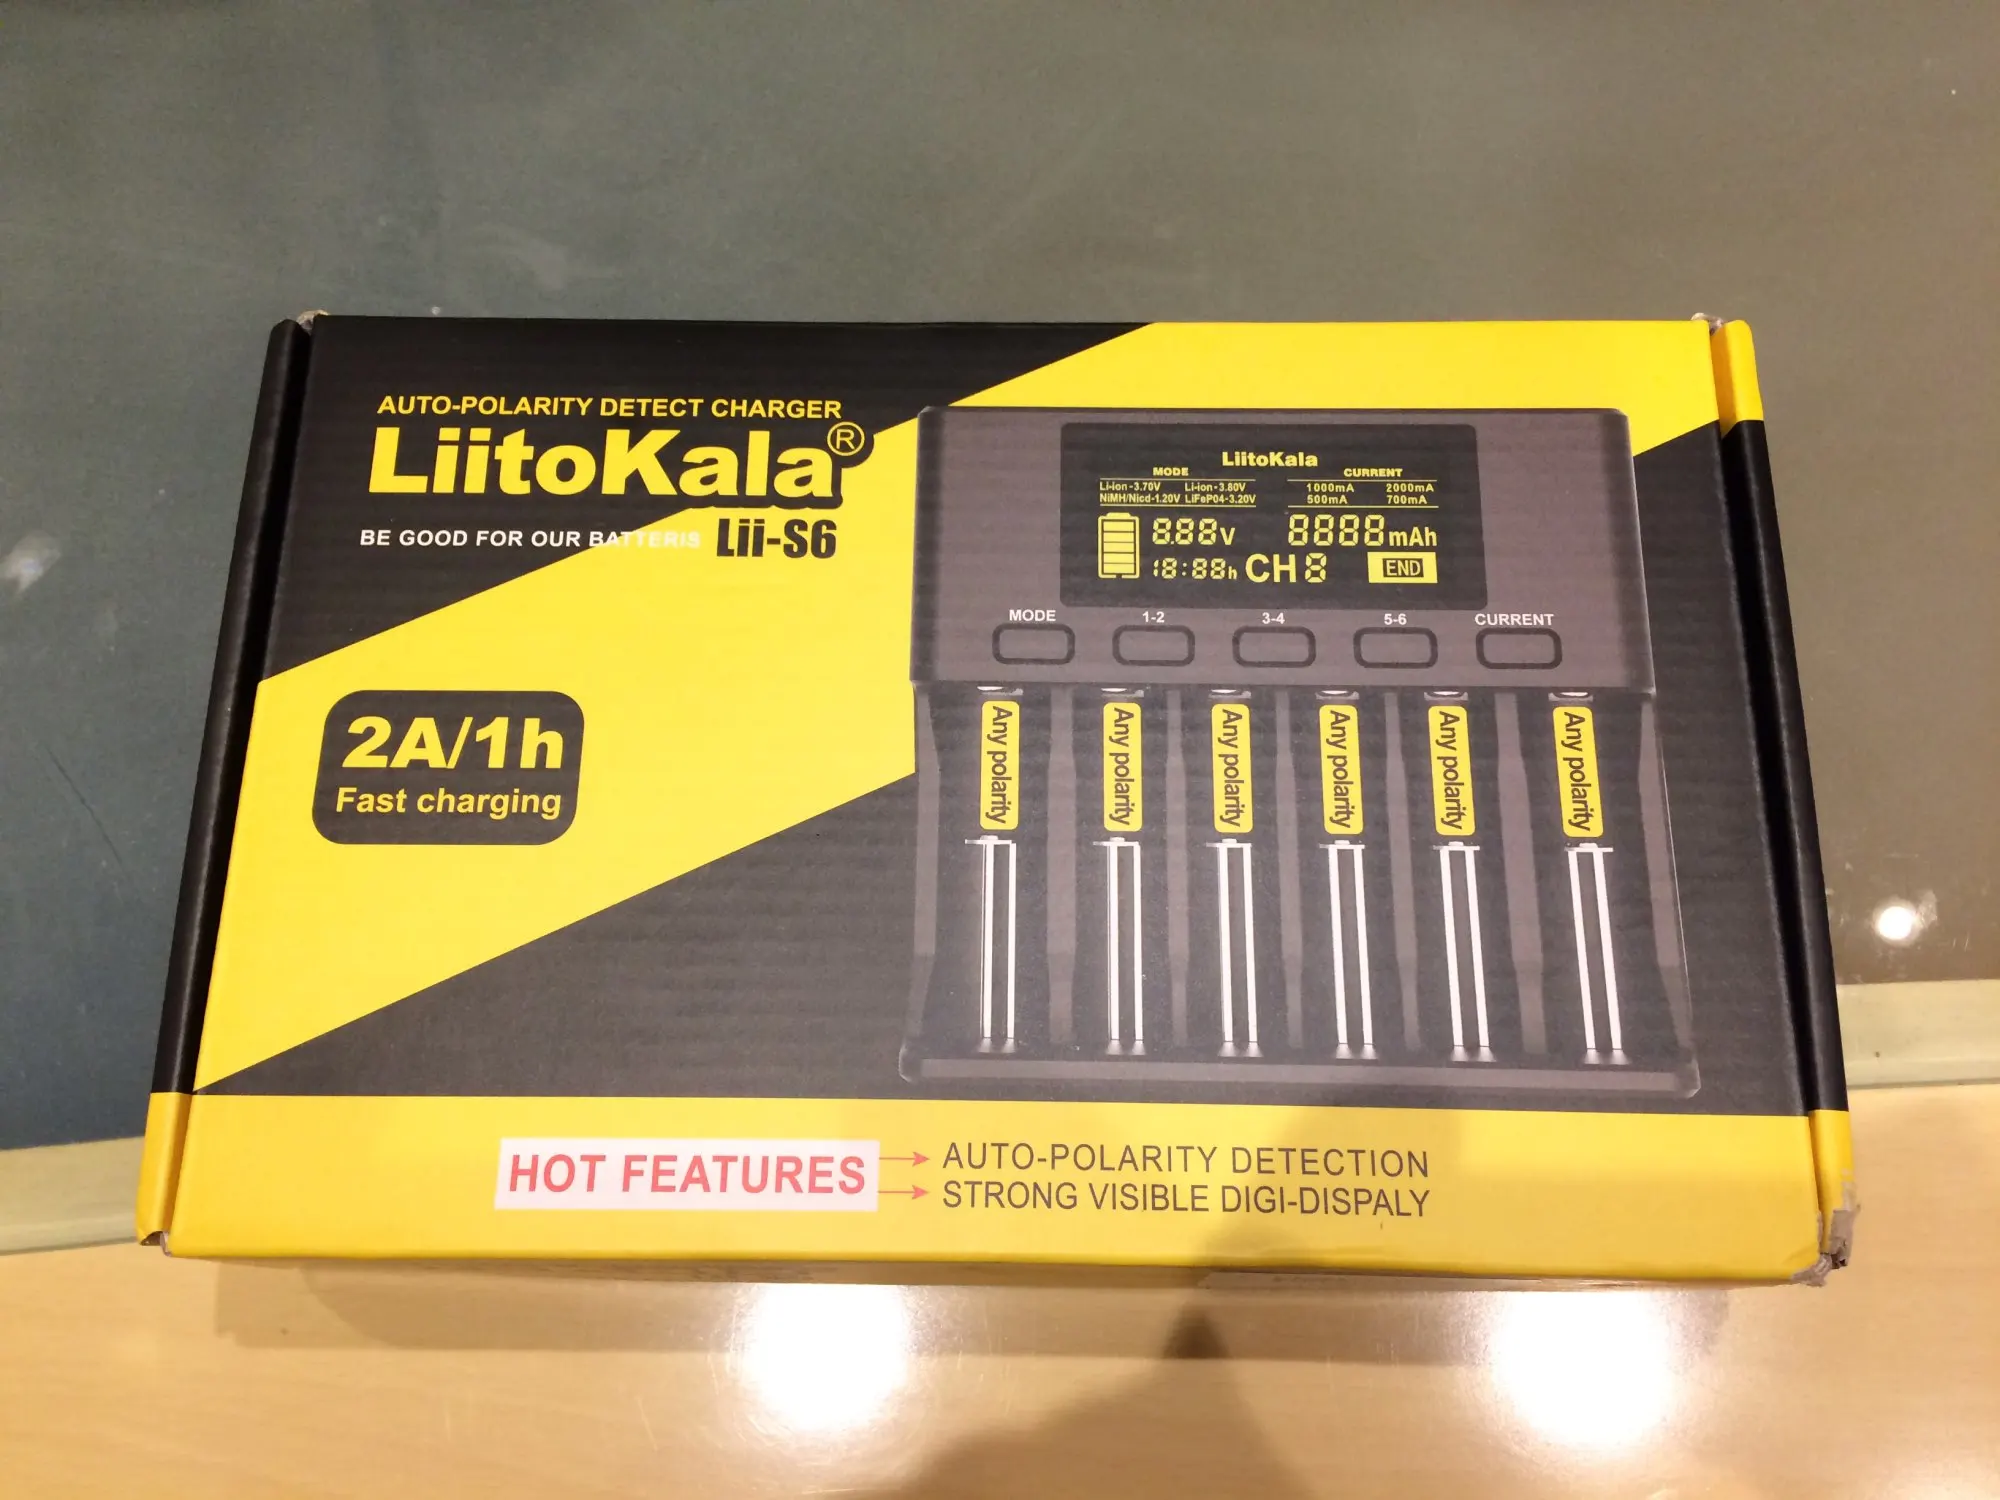 AUTO-POLARITY DETECT CHARGER
LiitoKala®
BE GOOD FOR OUR BATTERIS Lii-S6
2A/1h
Fast charging
LiitoKala
MODE CURRENT
Li-ion-3.70V Li-ion-3.80V 1000mA 2000mA
NiMH/Nicd-1.20V LiFeP04-3.20V 500mA 700mA
8.88V 8888mAh
18:88h CH8 END
MODE 1-2 3-4 5-6 CURRENT
Any polarity Any polarity Any polarity Any polarity Any polarity Any polarity
HOT FEATURES
AUTO-POLARITY DETECTION
STRONG VISIBLE DIGI-DISPALY